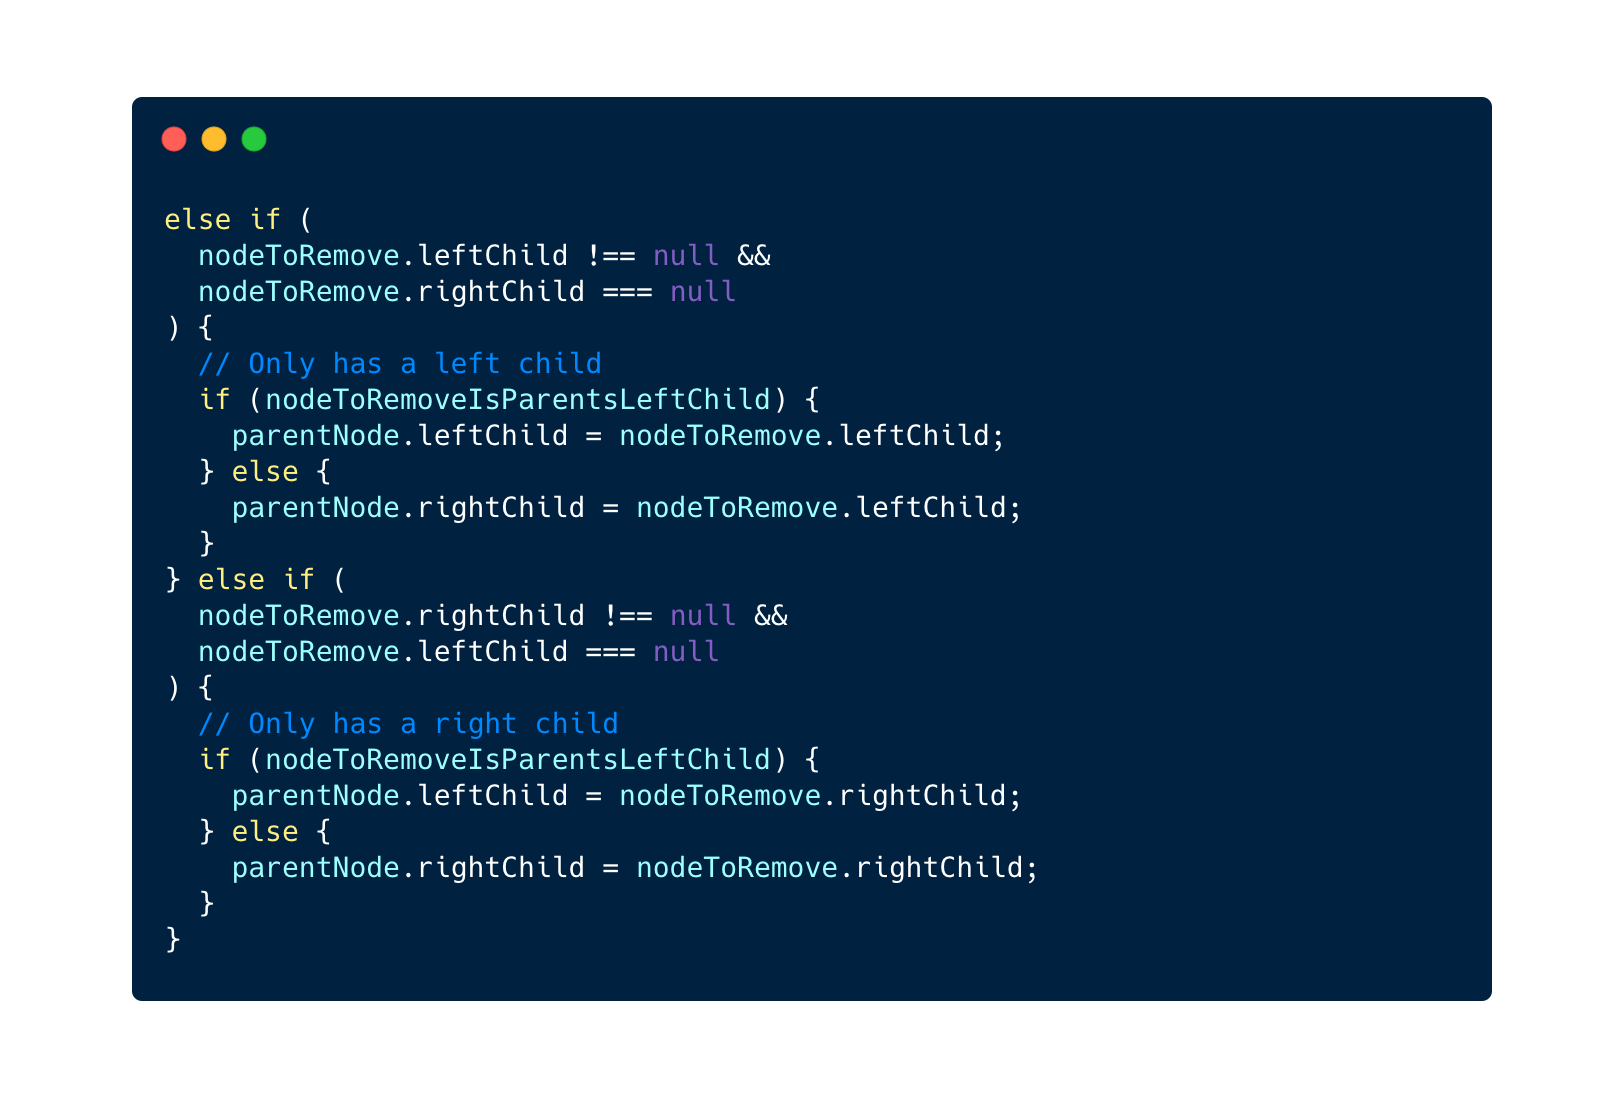 else if (
  nodeToRemove.leftChild !== null &&
  nodeToRemove.rightChild === null
) {
  // Only has a left child
  if (nodeToRemoveIsParentsLeftChild) {
    parentNode.leftChild = nodeToRemove.leftChild;
  } else {
    parentNode.rightChild = nodeToRemove.leftChild;
  }
} else if (
  nodeToRemove.rightChild !== null &&
  nodeToRemove.leftChild === null
) {
  // Only has a right child
  if (nodeToRemoveIsParentsLeftChild) {
    parentNode.leftChild = nodeToRemove.rightChild;
  } else {
    parentNode.rightChild = nodeToRemove.rightChild;
  }
}